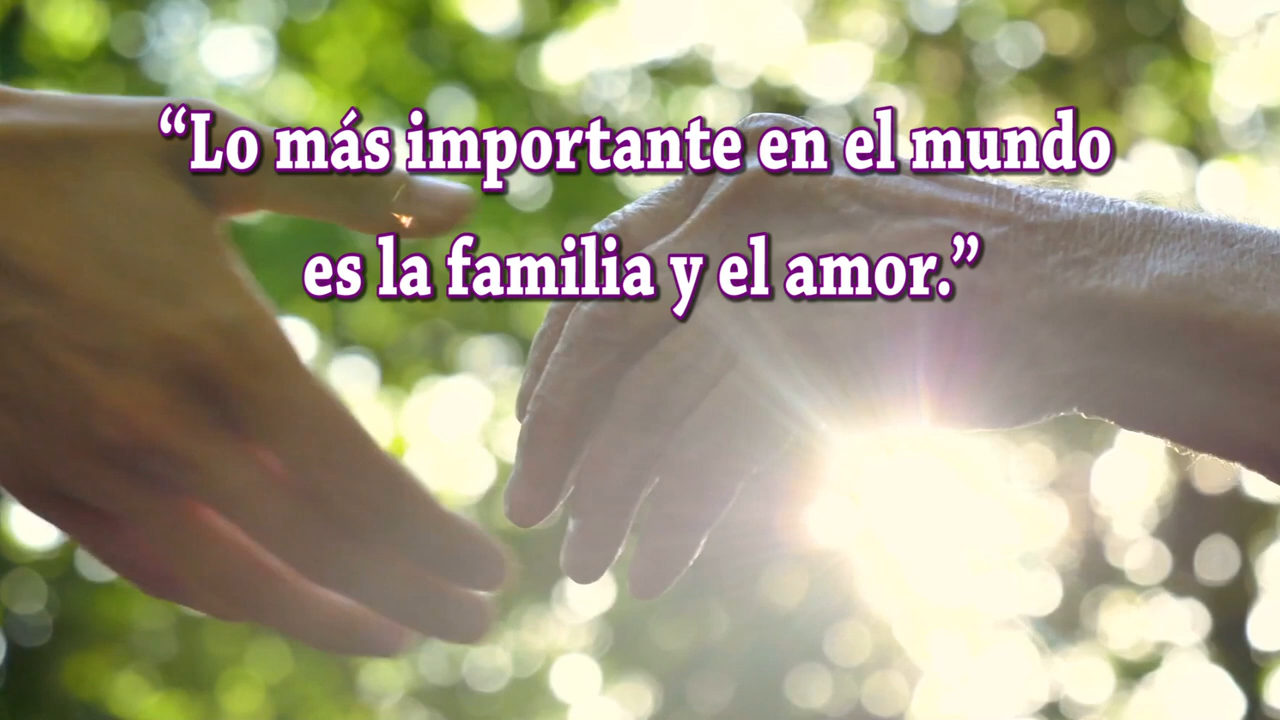 “Lo más importante en el mundo
es la familia y el amor.”